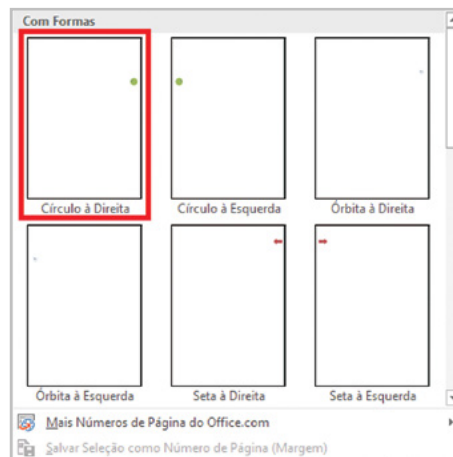 Com Formas
Círculo à Direita
Círculo à Esquerda
Órbita à Direita
Órbita à Esquerda
Seta à Direita
Seta à Esquerda
Mais Números de Página do Office.com
Salvar Seleção como Número de Página (Margem)